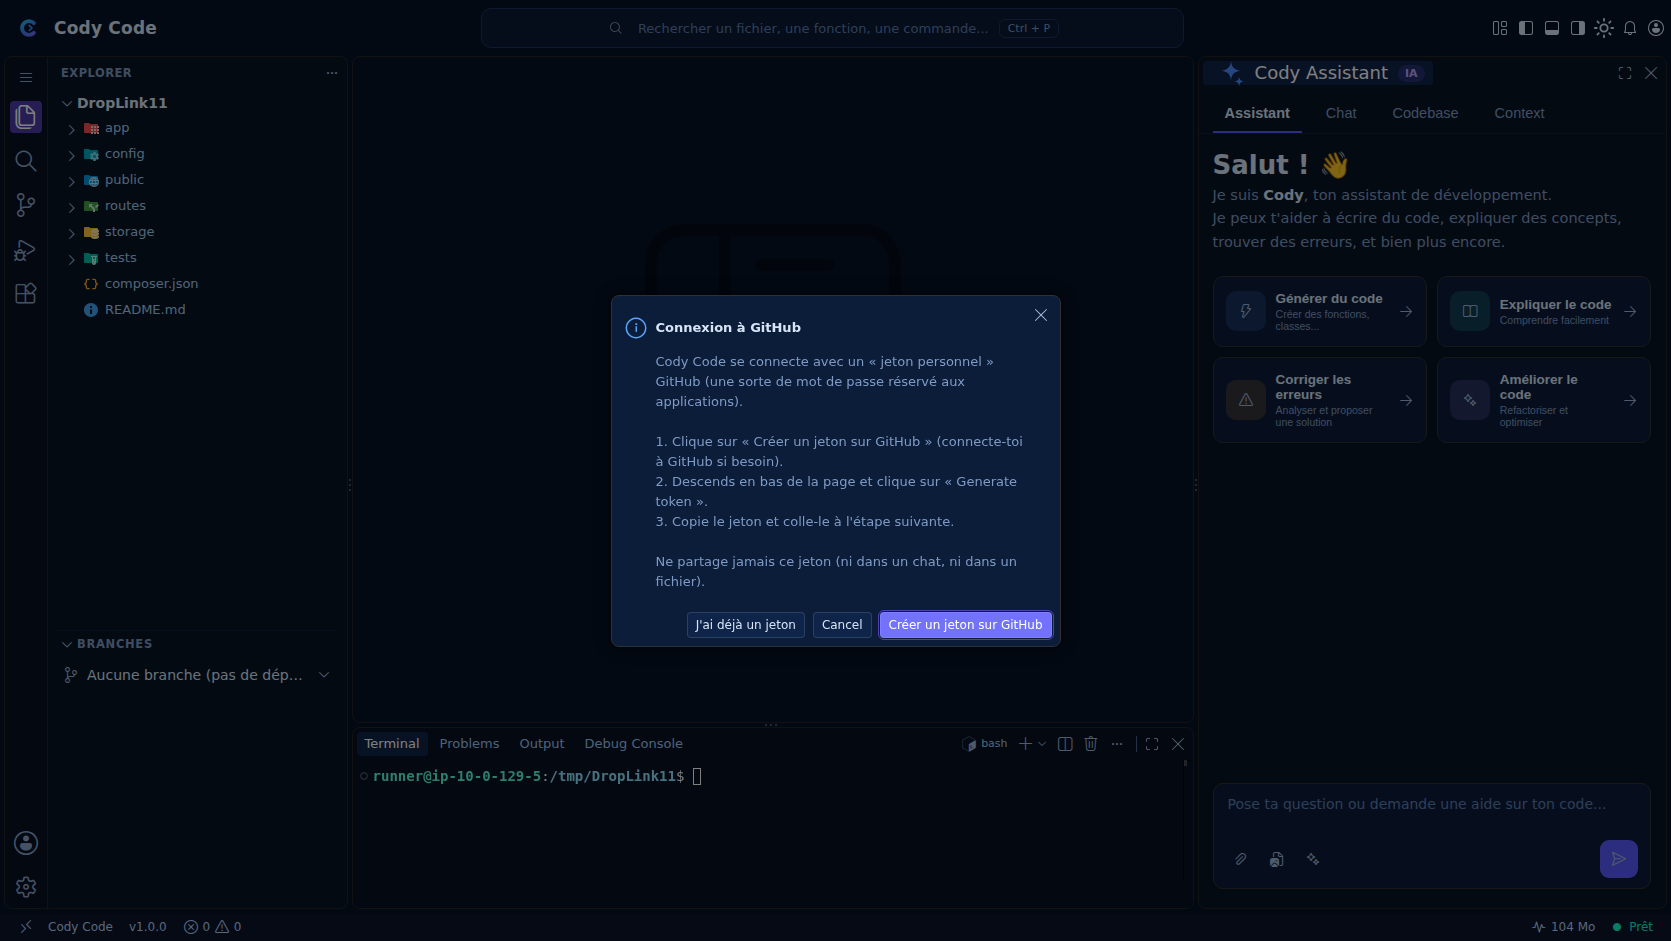 Cody Code
Rechercher un fichier, une fonction, une commande...
Ctrl + P
EXPLORER
DropLink11
app
config
public
routes
storage
tests
composer.json
README.md
BRANCHES
Aucune branche (pas de dép...
Connexion à GitHub
Cody Code se connecte avec un « jeton personnel »
GitHub (une sorte de mot de passe réservé aux
applications).
1. Clique sur « Créer un jeton sur GitHub » (connecte-toi
à GitHub si besoin).
2. Descends en bas de la page et clique sur « Generate
token ».
3. Copie le jeton et colle-le à l'étape suivante.
Ne partage jamais ce jeton (ni dans un chat, ni dans un
fichier).
J'ai déjà un jeton
Cancel
Créer un jeton sur GitHub
Terminal Problems Output Debug Console
bash
runner@ip-10-0-129-5:/tmp/DropLink11$
Cody Assistant IA
Assistant Chat Codebase Context
Salut ! 👋
Je suis Cody, ton assistant de développement.
Je peux t'aider à écrire du code, expliquer des concepts,
trouver des erreurs, et bien plus encore.
Générer du code
Créer des fonctions,
classes...
Expliquer le code
Comprendre facilement
Corriger les
erreurs
Analyser et proposer
une solution
Améliorer le
code
Refactoriser et
optimiser
Pose ta question ou demande une aide sur ton code...
Cody Code v1.0.0 0 0
104 Mo Prêt